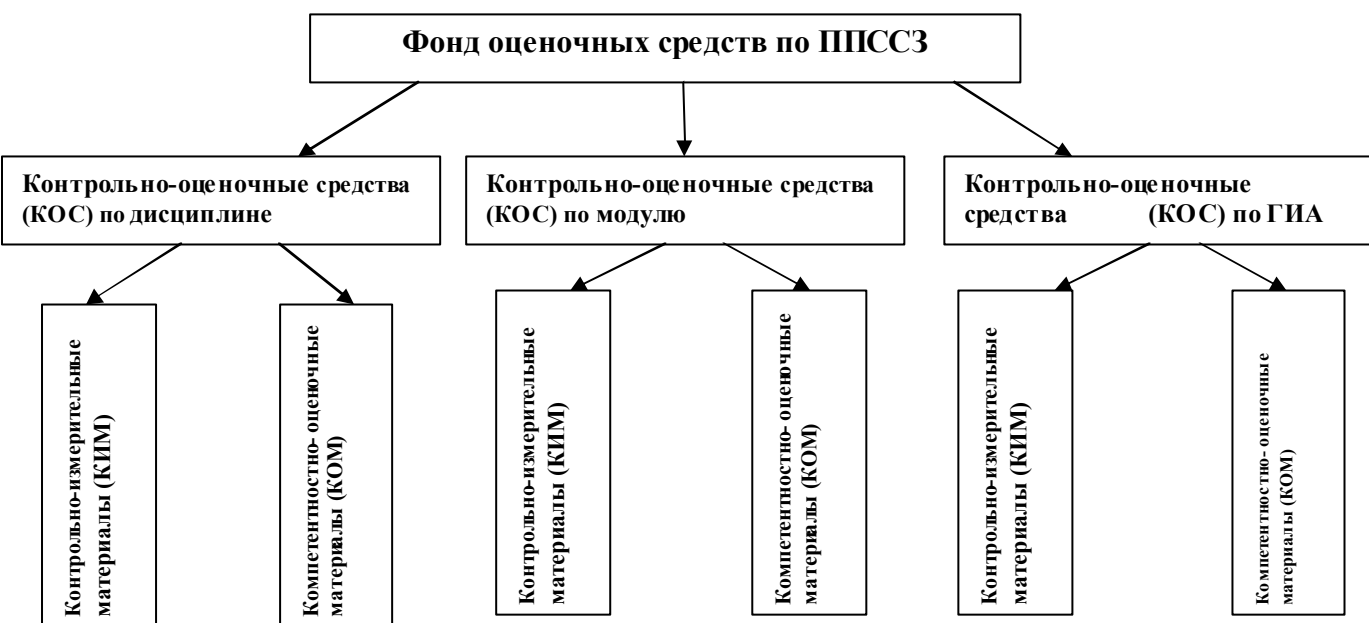 Фонд оценочных средств по ППССЗ
Контрольно-оценочные средства
(КОС) по дисциплине
Контрольно-оценочные средства
(КОС) по модулю
Контрольно-оценочные
средства (КОС) по ГИА
Контрольно-измерительные
материалы (КИМ)
Компетентностно- оценочные
материалы (КОМ)
Контрольно-измерительные
материалы (КИМ)
Компетентностно- оценочные
материалы (КОМ)
Контрольно-измерительные
материалы (КИМ)
Компетентностно- оценочные
материалы (КОМ)